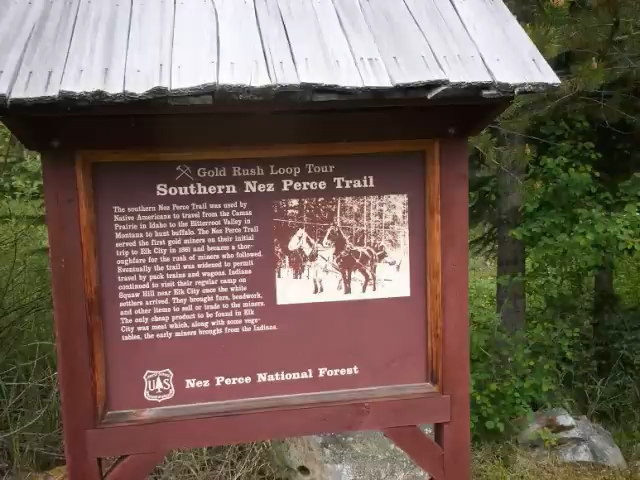 Gold Rush Loop Tour
Southern Nez Perce Trail
The southern Nez Perce Trail was used by
Native Americans to travel from the Camas
Prairie in Idaho to the Bitterroot Valley in
Montana to hunt buffalo. The Nez Perce Trail
served the first gold miners on their initial
trip to Elk City in 1861 and became a thor-
oughfare for the rush of miners who followed.
Eventually the trail was widened to permit
travel by pack trains and wagons. Indians
continued to visit their regular camp on
Squaw Hill near Elk City once the white
settlers arrived. They brought furs, beadwork,
and other items to sell or trade to the miners.
The only cheap product to be found in Elk
City was meat which, along with some vege-
tables, the early miners brought from the Indians.
US
Nez Perce National Forest